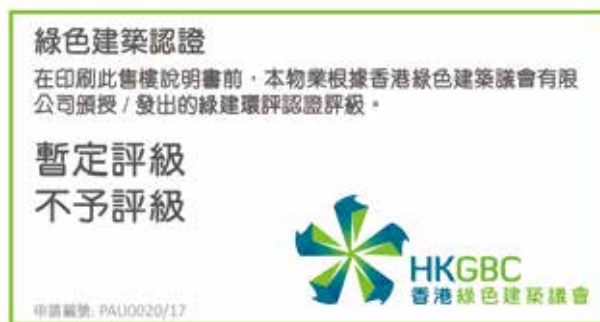 綠色建築認證
在印刷此售樓說明書前，本物業根據香港綠色建築議會有限
公司頒授 / 發出的綠建環評認證評級。
暫定評級
不予評級
HKGBC
香港綠色建築議會
申請編號: PAU0020/17